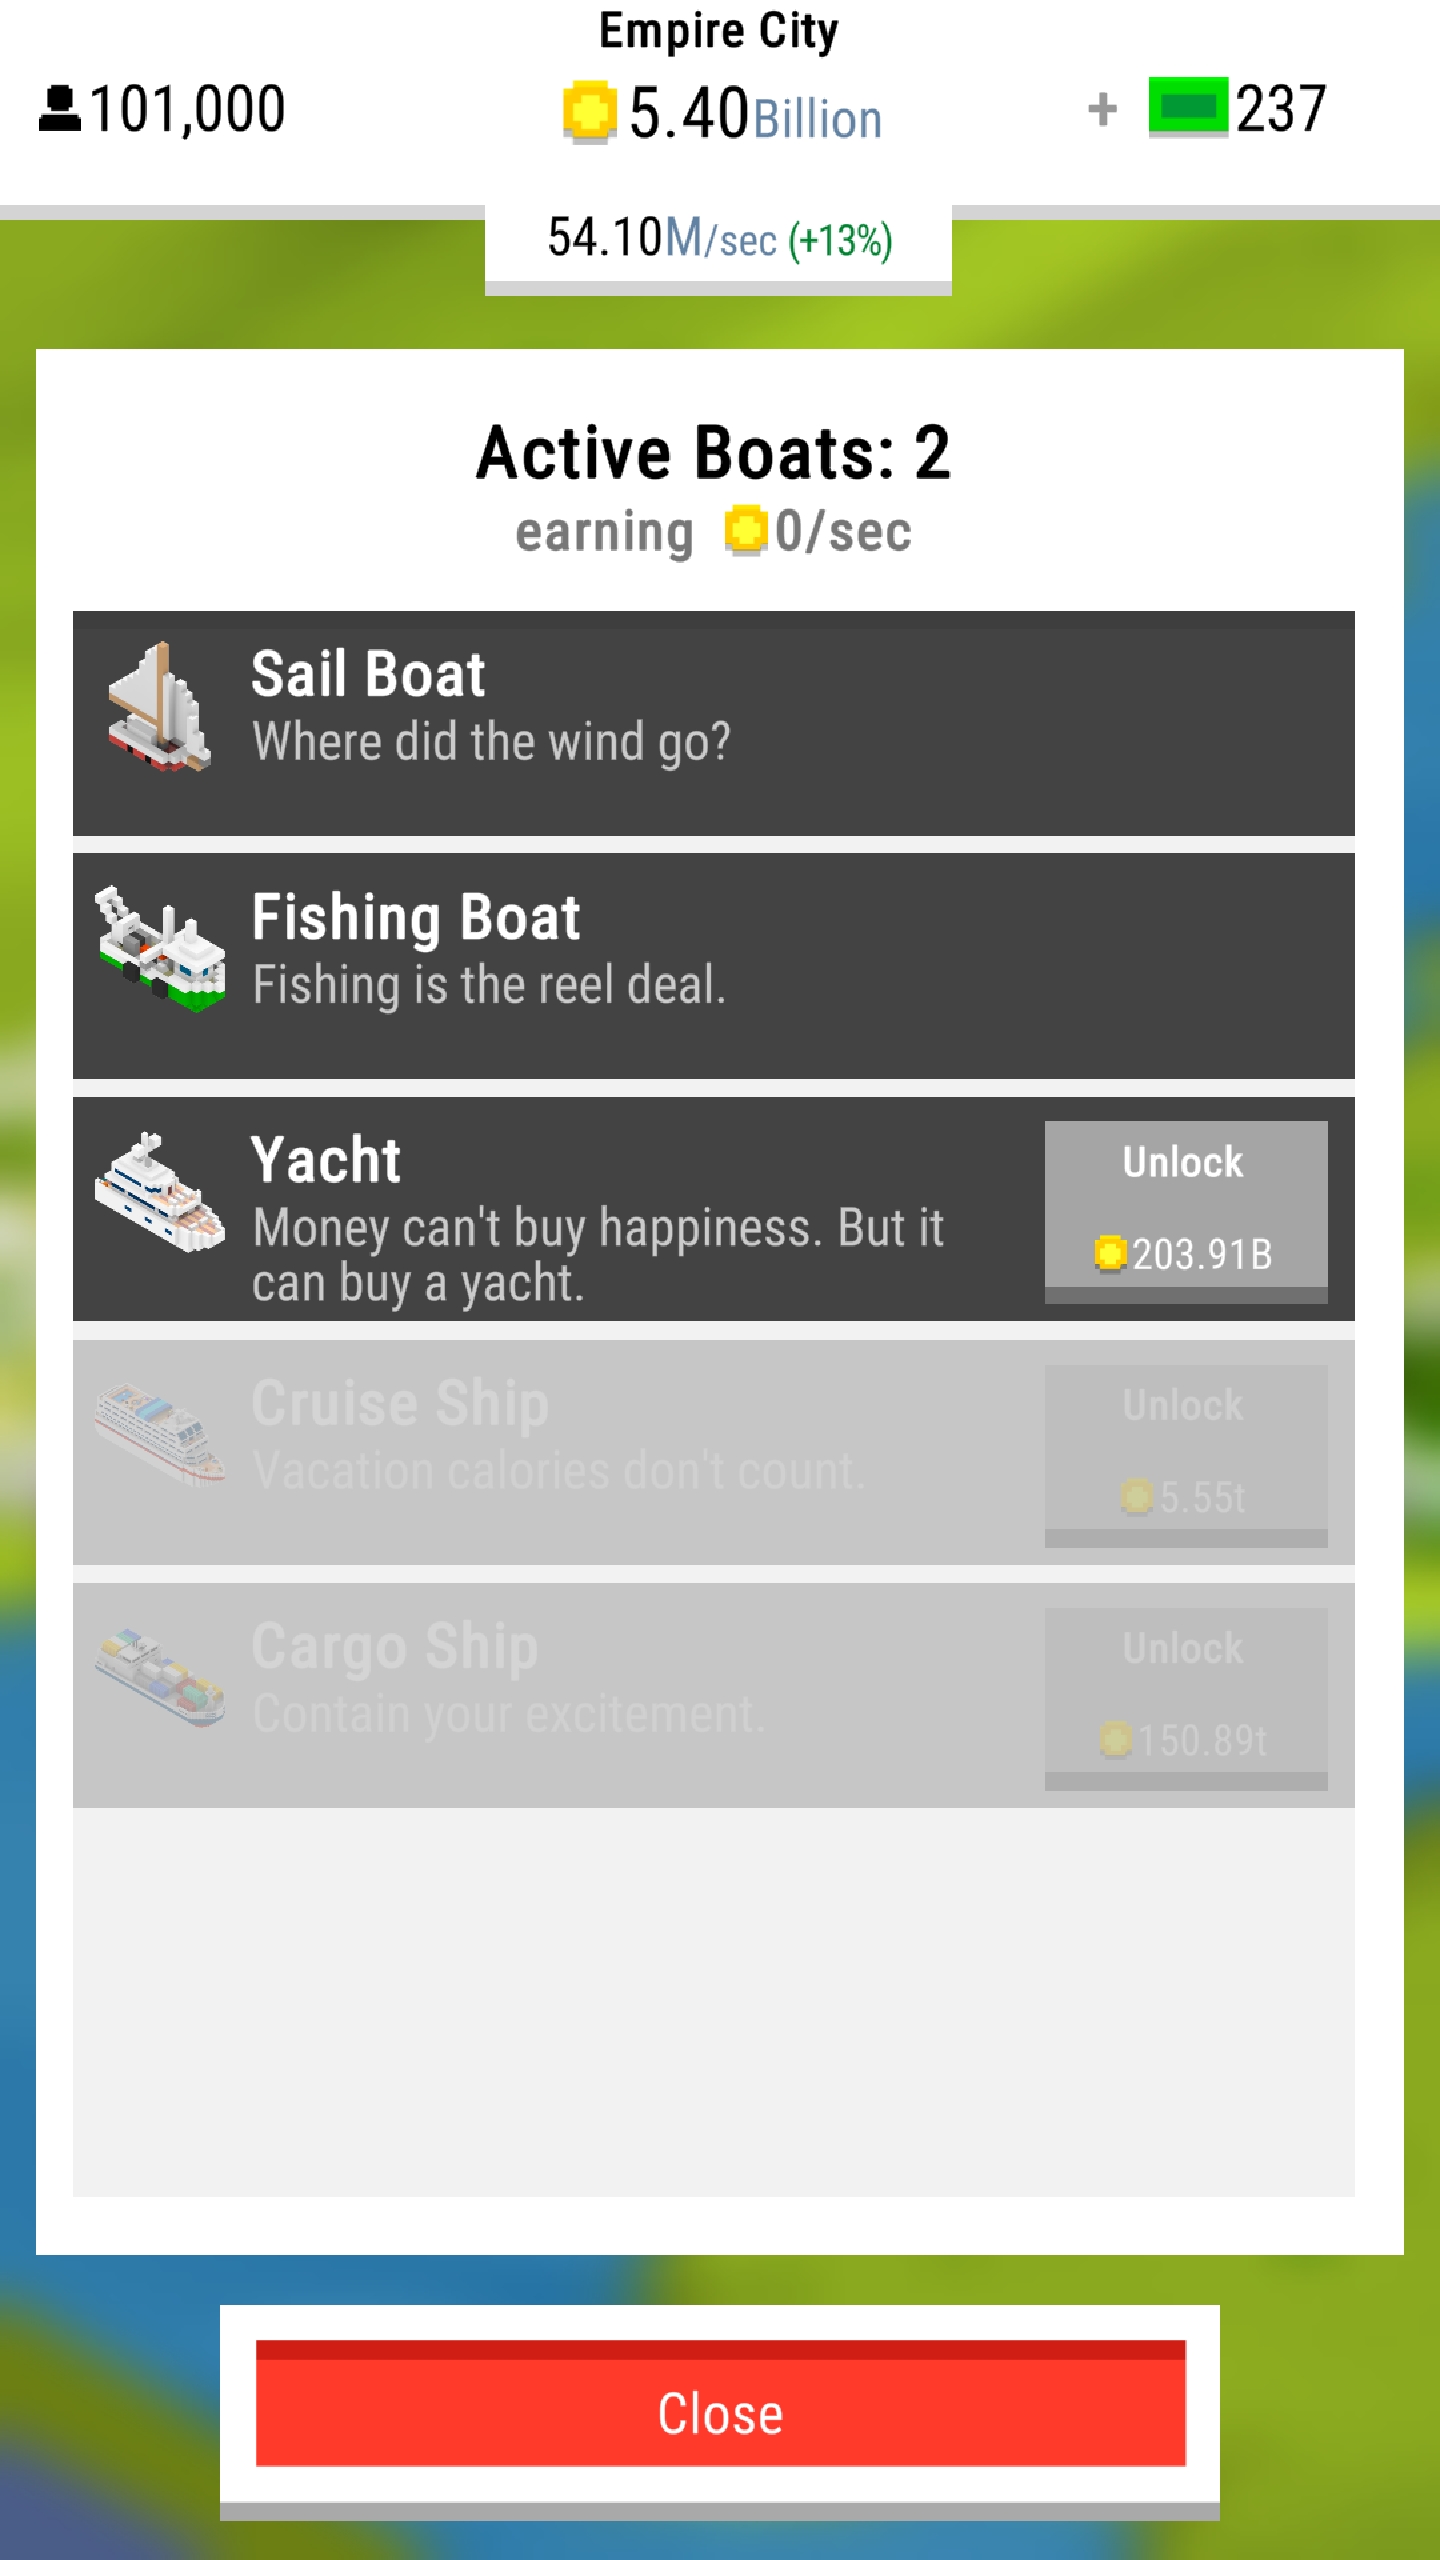 Empire City
101,000
5.40Billion
+ 237
54.10M/sec (+13%)
Active Boats: 2
earning 0/sec
Sail Boat
Where did the wind go?
Fishing Boat
Fishing is the reel deal.
Yacht
Money can't buy happiness. But it
can buy a yacht.
Unlock
203.91B
Cruise Ship
Vacation calories don't count.
Unlock
5.55t
Cargo Ship
Contain your excitement.
Unlock
150.89t
Close